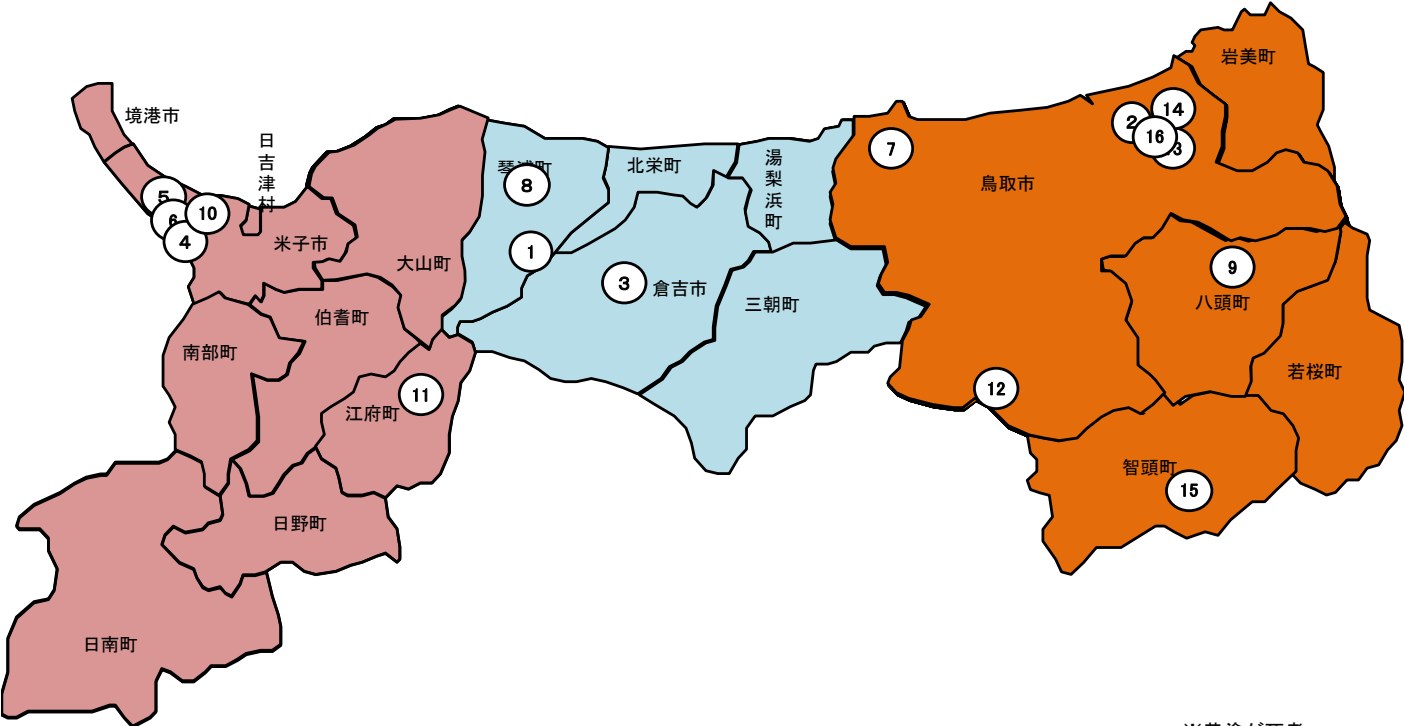 岩美町
境港市
14
2
日吉津村
16
7
湯梨浜町
北栄町
8
鳥取市
5
10
6
4
米子市
1
大山町
9
3
倉吉市
八頭町
三朝町
伯耆町
南部町
若桜町
12
11
江府町
智頭町
15
日野町
日南町